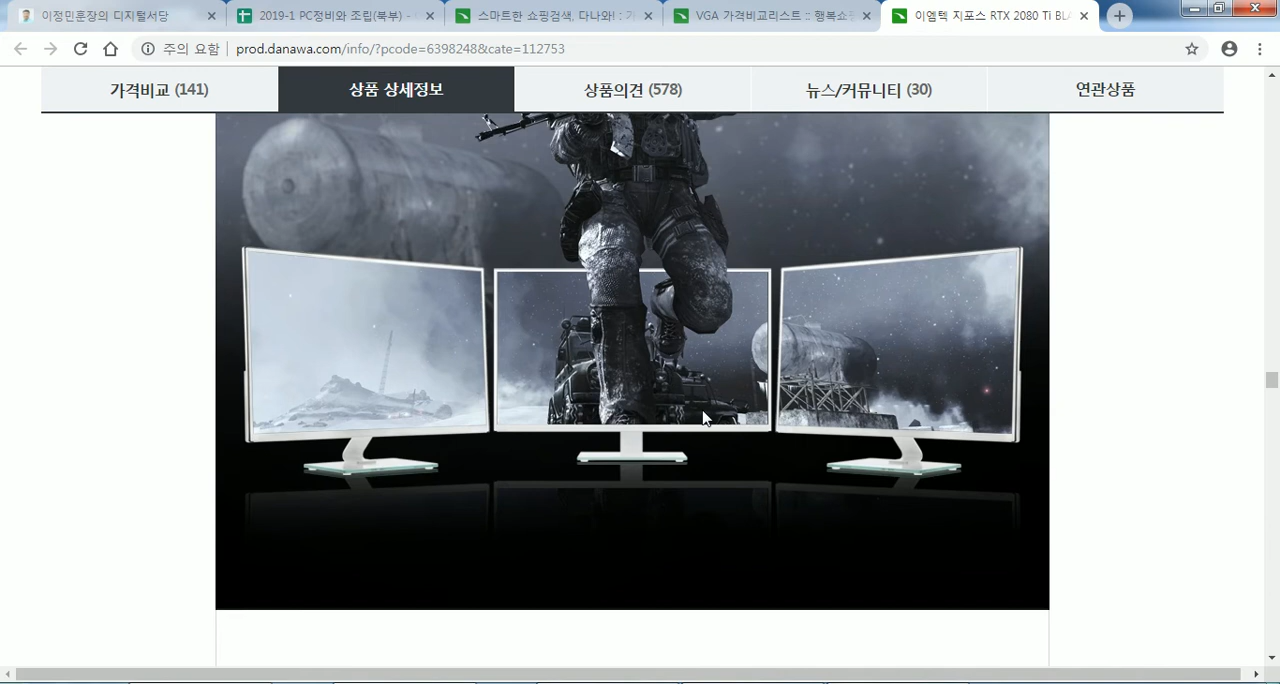 이정민훈장의 디지털서당
2019-1 PC정비와 조립(북부) -
스마트한 쇼핑검색, 다나와! ::
VGA 가격비교리스트 :: 행복쇼
이엠텍 지포스 RTX 2080 Ti BLA
주의 요함 | prod.danawa.com/info/?pcode=6398248&cate=112753
가격비교 (141)
상품 상세정보
상품의견 (578)
뉴스/커뮤니티 (30)
연관상품